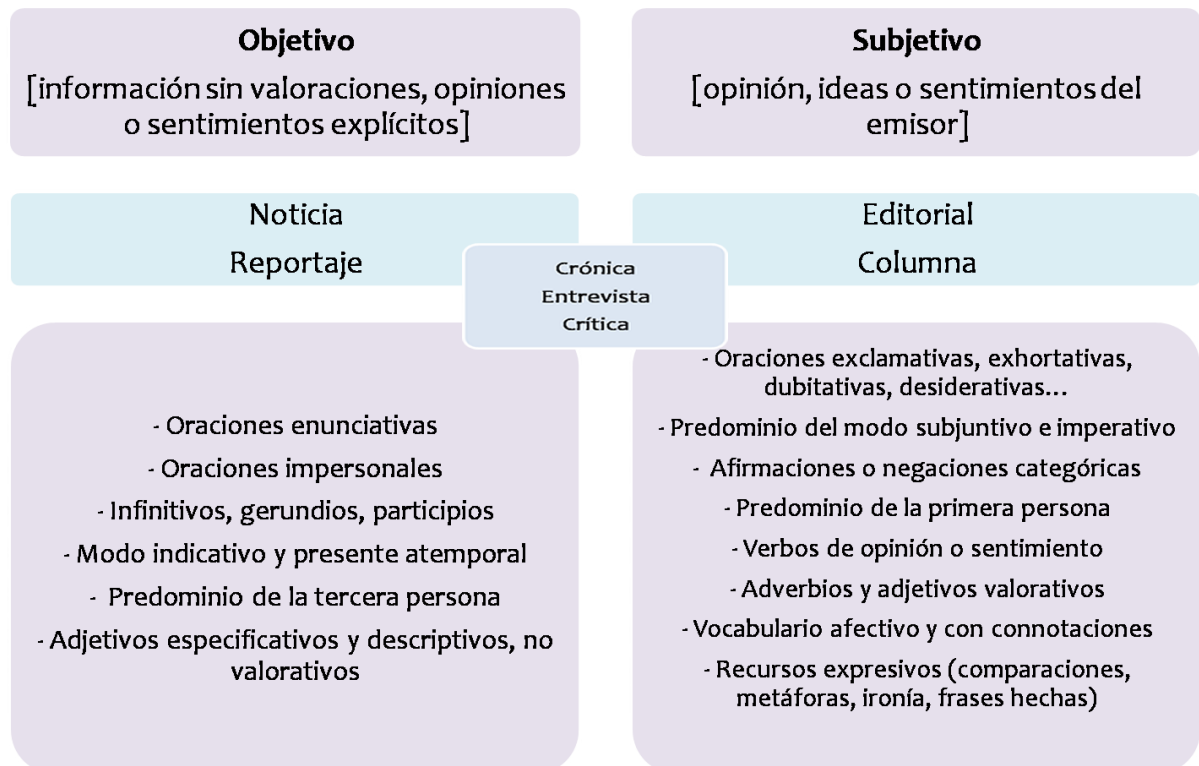 Objetivo
[información sin valoraciones, opiniones
o sentimientos explícitos]
Subjetivo
[opinión, ideas o sentimientos del
emisor]
Noticia
Reportaje
Editorial
Columna
Crónica
Entrevista
Crítica
- Oraciones enunciativas
- Oraciones impersonales
- Infinitivos, gerundios, participios
- Modo indicativo y presente atemporal
- Predominio de la tercera persona
- Adjetivos especificativos y descriptivos, no
valorativos
- Oraciones exclamativas, exhortativas,
dubitativas, desiderativas...
- Predominio del modo subjuntivo e imperativo
- Afirmaciones o negaciones categóricas
- Predominio de la primera persona
- Verbos de opinión o sentimiento
- Adverbios y adjetivos valorativos
- Vocabulario afectivo y con connotaciones
- Recursos expresivos (comparaciones,
metáforas, ironía, frases hechas)